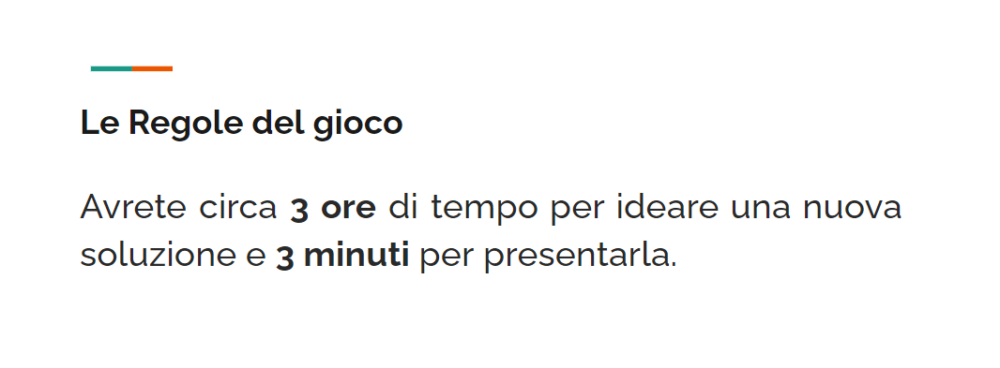 Le Regole del gioco
Avrete circa 3 ore di tempo per ideare una nuova
soluzione e 3 minuti per presentarla.